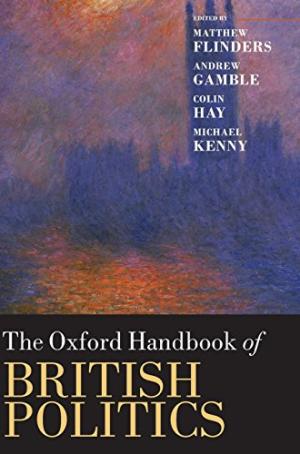 EDITED BY
MATTHEW
FLINDERS
ANDREW
GAMBLE
COLIN
HAY
MICHAEL
KENNY
The Oxford Handbook of
BRITISH
POLITICS